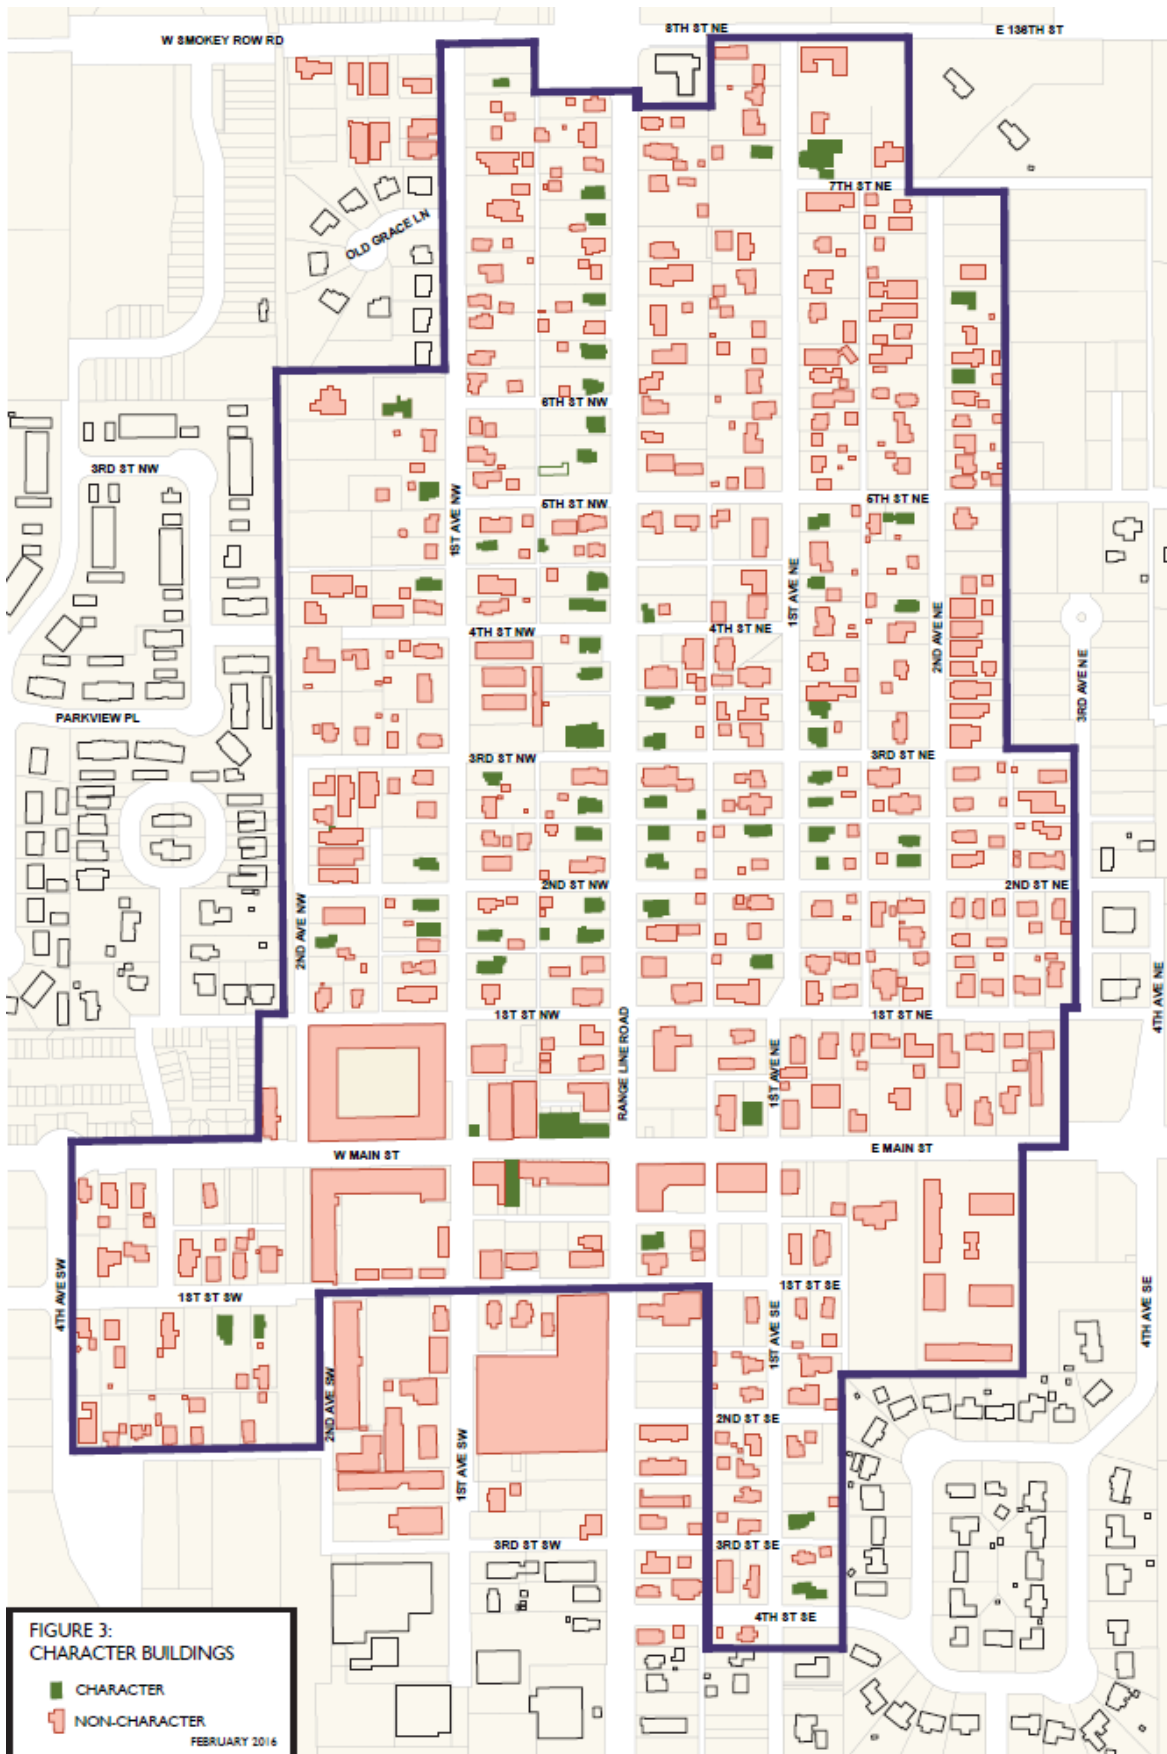 8TH ST NE
E 136TH ST
W SMOKEY ROW RD
7TH ST NE
OLD GRACE LN
6TH ST NW
3RD ST NW
5TH ST NW
5TH ST NE
1ST AVE NW
1ST AVE NE
2ND AVE NE
4TH ST NW
4TH ST NE
3RD AVE NE
PARKVIEW PL
3RD ST NW
3RD ST NE
2ND ST NW
2ND ST NE
2ND AVE NW
4TH AVE NE
1ST ST NW
1ST ST NE
RANGE LINE ROAD
1ST AVE NE
W MAIN ST
E MAIN ST
4TH AVE SW
1ST ST SW
1ST ST SE
1ST AVE SE
4TH AVE SE
2ND AVE SW
2ND ST SE
1ST AVE SW
3RD ST SW
3RD ST SE
4TH ST SE
FIGURE 3:
CHARACTER BUILDINGS
CHARACTER
NON-CHARACTER
FEBRUARY 2016